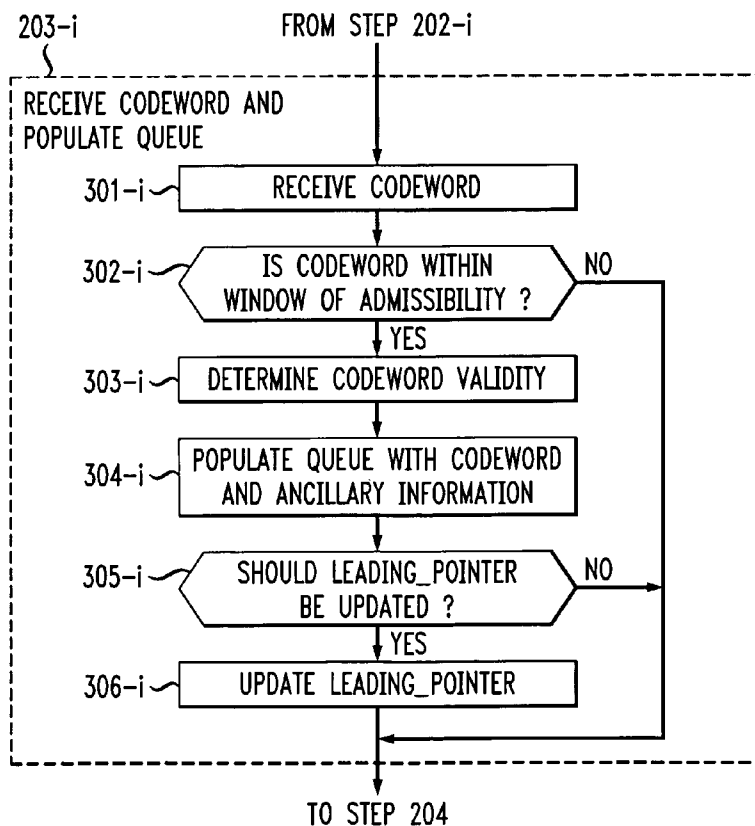 203-i
FROM STEP 202-i
RECEIVE CODEWORD AND
POPULATE QUEUE
301-i
RECEIVE CODEWORD
302-i
IS CODEWORD WITHIN
WINDOW OF ADMISSIBILITY ?
NO
YES
303-i
DETERMINE CODEWORD VALIDITY
304-i
POPULATE QUEUE WITH CODEWORD
AND ANCILLARY INFORMATION
305-i
SHOULD LEADING_POINTER
BE UPDATED ?
NO
YES
306-i
UPDATE LEADING_POINTER
TO STEP 204